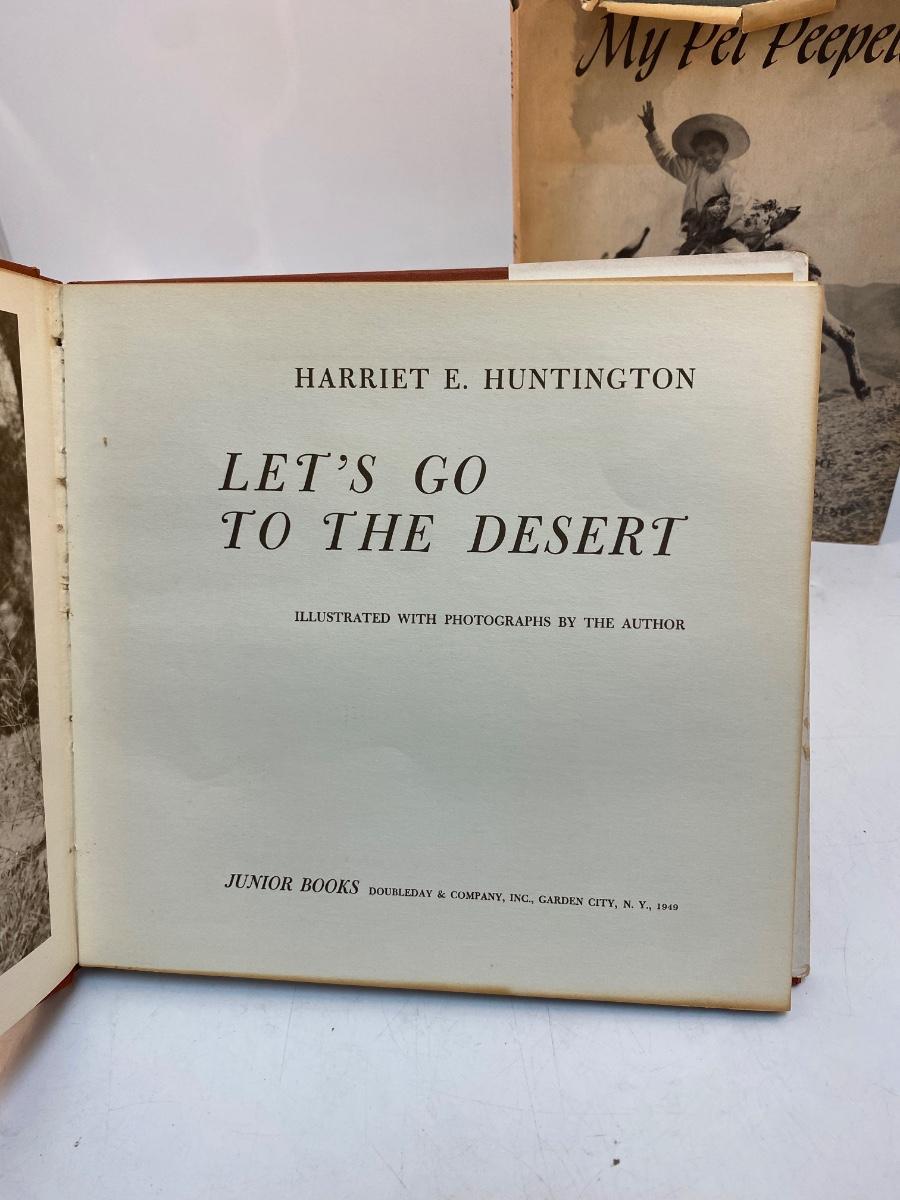 My Pet
HARRIET E. HUNTINGTON
LET'S GO
TO THE DESERT
ILLUSTRATED WITH PHOTOGRAPHS BY THE AUTHOR
JUNIOR BOOKS DOUBLEDAY & COMPANY, INC., GARDEN CITY, N. Y., 1949